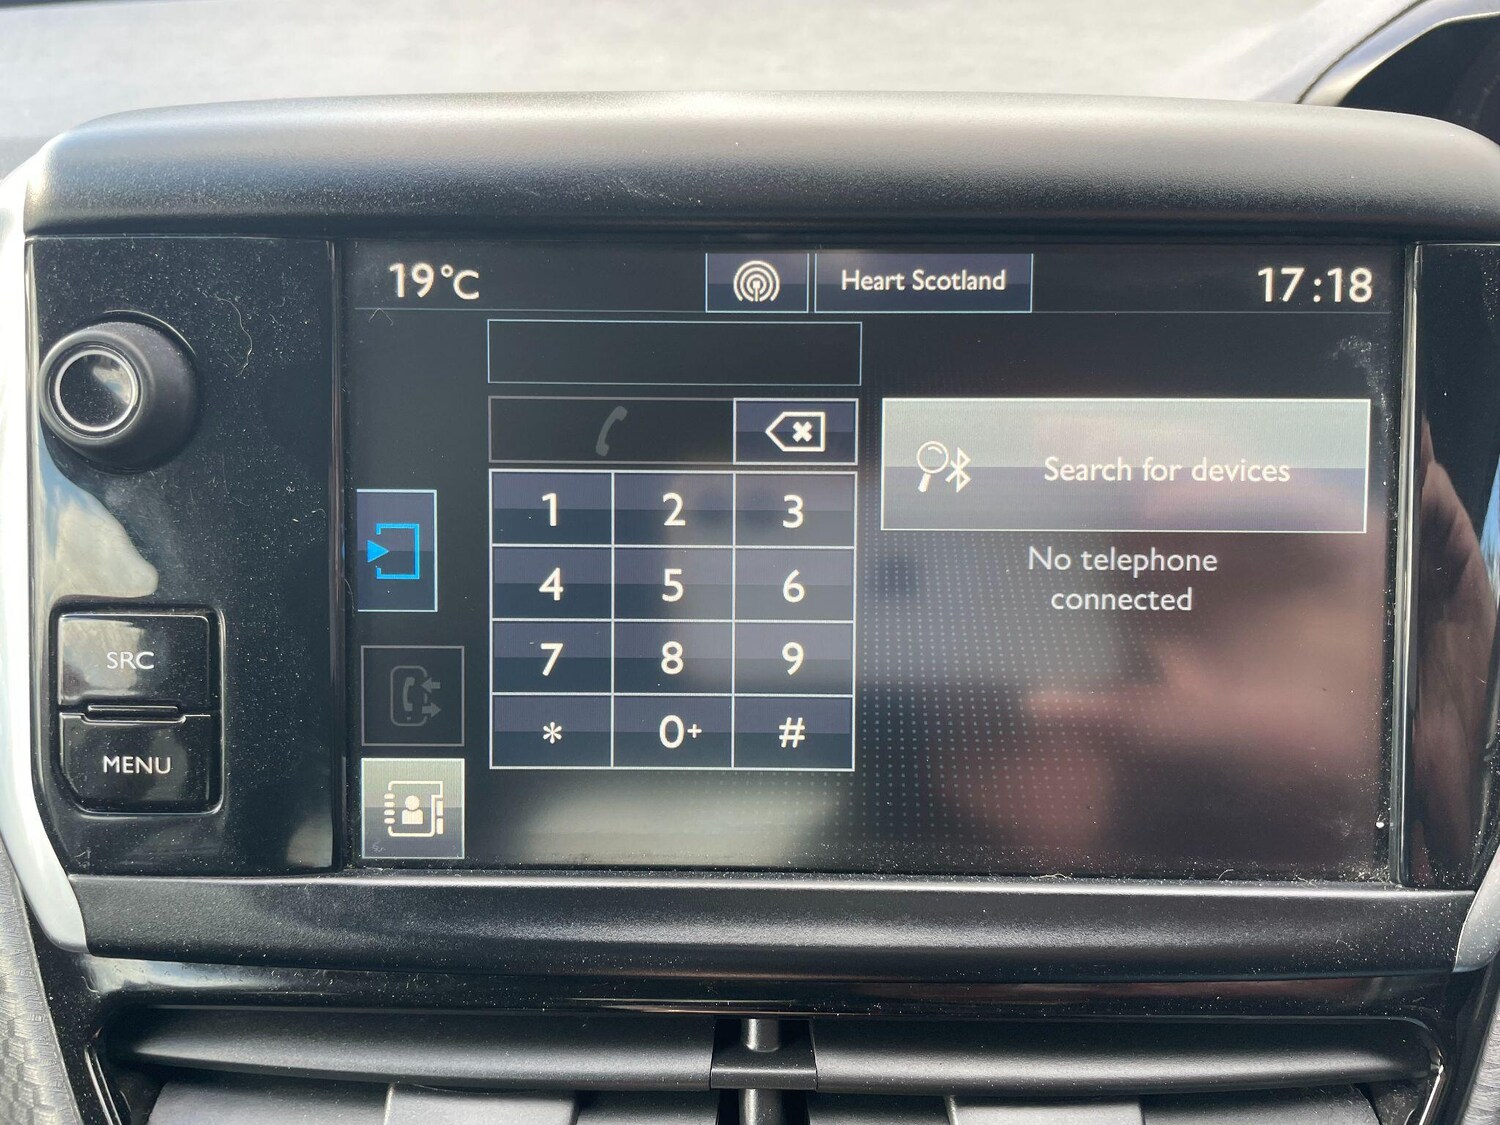 19°C
Heart Scotland
17:18
Search for devices
1 2 3
No telephone
connected
4 5 6
SRC
7 8 9
* 0+ #
MENU